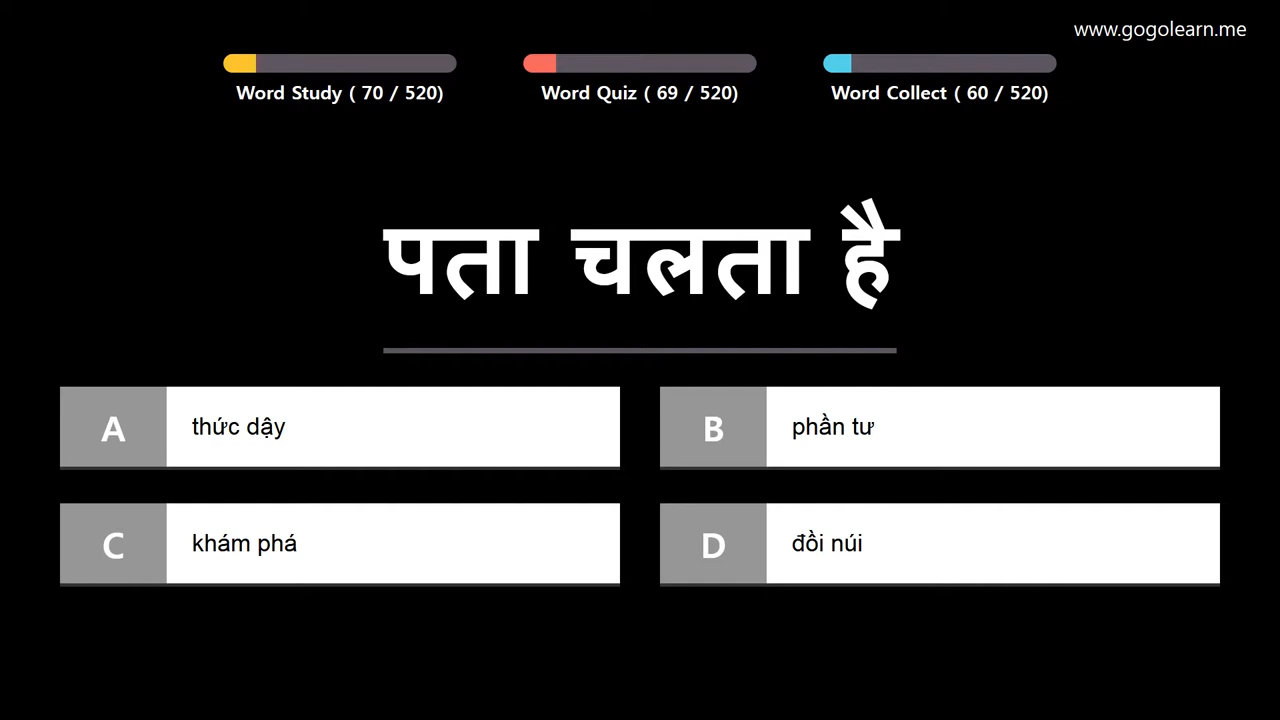 www.gogolearn.me
Word Study ( 70 / 520)
Word Quiz ( 69 / 520)
Word Collect ( 60 / 520)
पता चलता है
A thức dậy
B phần tư
C khám phá
D đồi núi